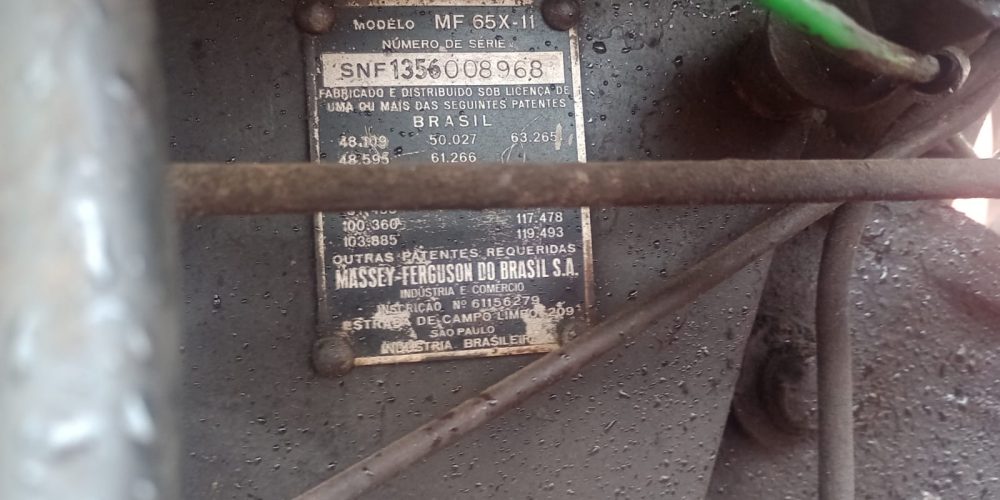 MODÊLO MF 65X-11
NÚMERO DE SÉRIE
SNF1356008968
FABRICADO E DISTRIBUIDO SOB LICENÇA DE
UMA OU MAIS DAS SEGUINTES PATENTES
BRASIL
48.109 50.027 63.265
48.595 61.266
117.478
100.360 119.493
103.885
OUTRAS PATENTES REQUERIDAS
MASSEY-FERGUSON DO BRASIL S.A.
INDÚSTRIA E COMÉRCIO
INSCRIÇÃO Nº 61156279
ESTRADA DE CAMPO LIMPO 209
SÃO PAULO
INDÚSTRIA BRASILEIRA